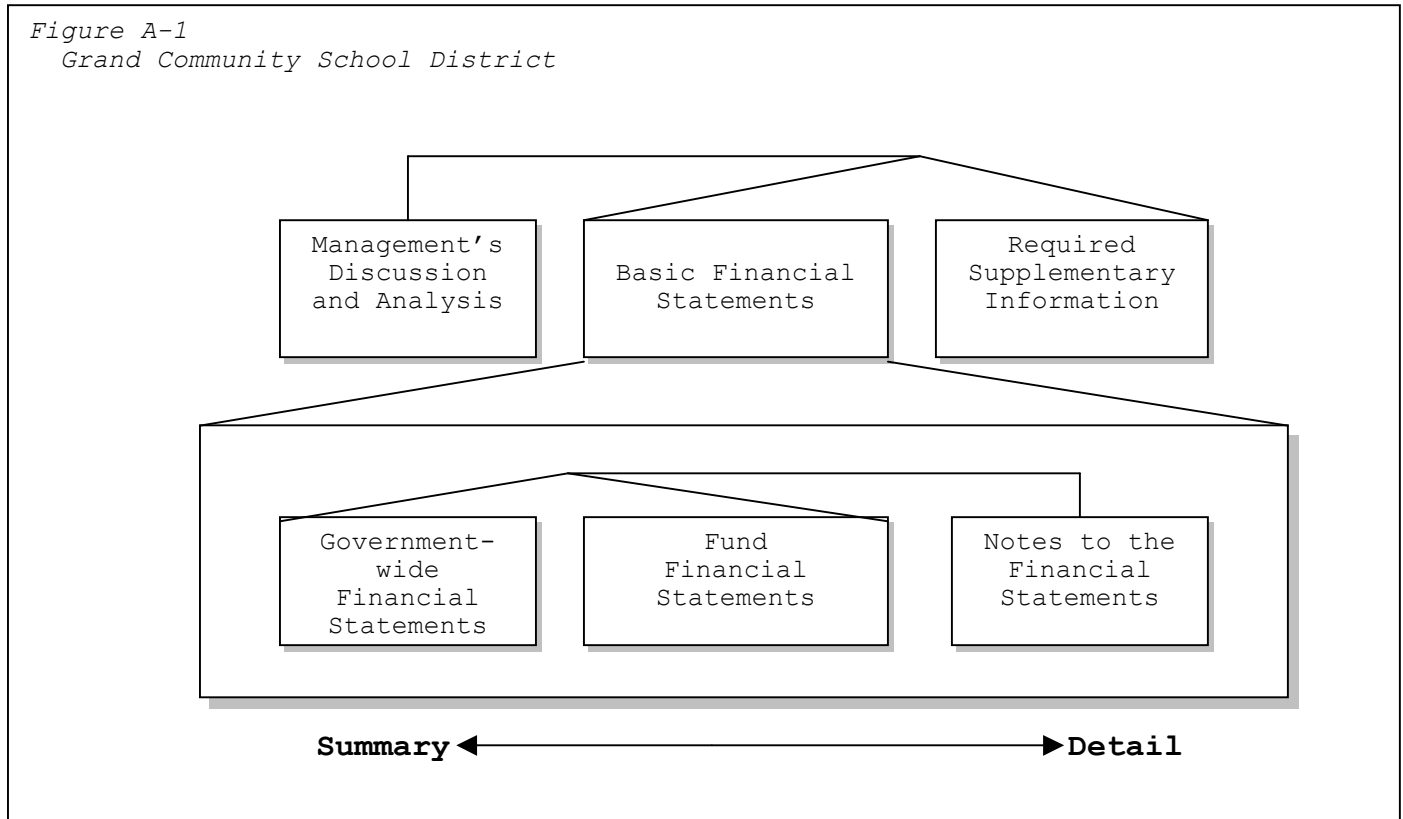 Figure A-1
Grand Community School District
Management’s
Discussion
and Analysis
Basic Financial
Statements
Required
Supplementary
Information
Government-
wide
Financial
Statements
Fund
Financial
Statements
Notes to the
Financial
Statements
Summary
Detail